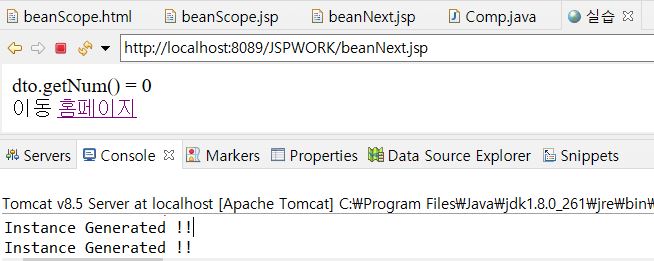 beanScope.html beanScope.jsp beanNext.jsp Comp.java 실습
http://localhost:8089/JSPWORK/beanNext.jsp
dto.getNum() = 0
이동 홈페이지
Servers Console Markers Properties Data Source Explorer Snippets
Tomcat v8.5 Server at localhost [Apache Tomcat] C:₩Program Files₩Java₩jdk1.8.0_261₩jre₩bin₩
Instance Generated !!
Instance Generated !!